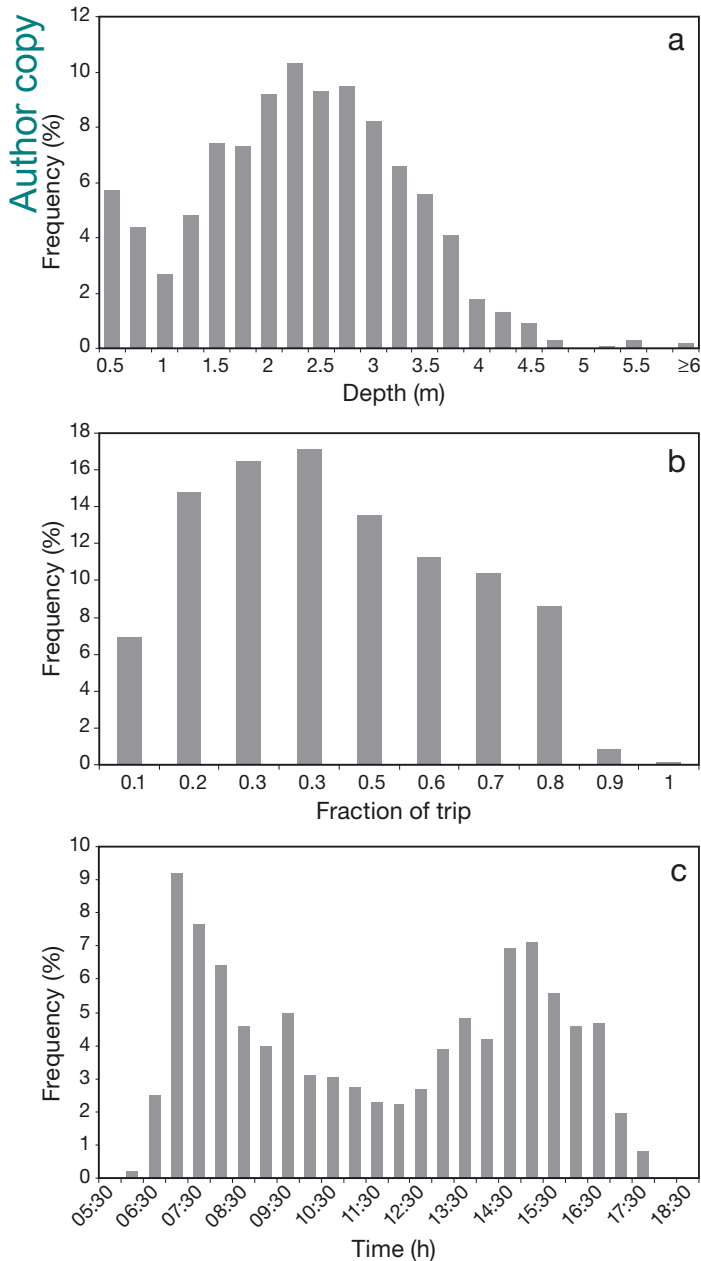 Author copy
12
10
8
6
4
2
0
Frequency (%)
a
0.5 1 1.5 2 2.5 3 3.5 4 4.5 5 5.5 ≥6
Depth (m)
18
16
14
12
10
8
6
4
2
0
Frequency (%)
b
0.1 0.2 0.3 0.3 0.5 0.6 0.7 0.8 0.9 1
Fraction of trip
10
9
8
7
6
5
4
3
2
1
0
Frequency (%)
c
05:30 06:30 07:30 08:30 09:30 10:30 11:30 12:30 13:30 14:30 15:30 16:30 17:30 18:30
Time (h)